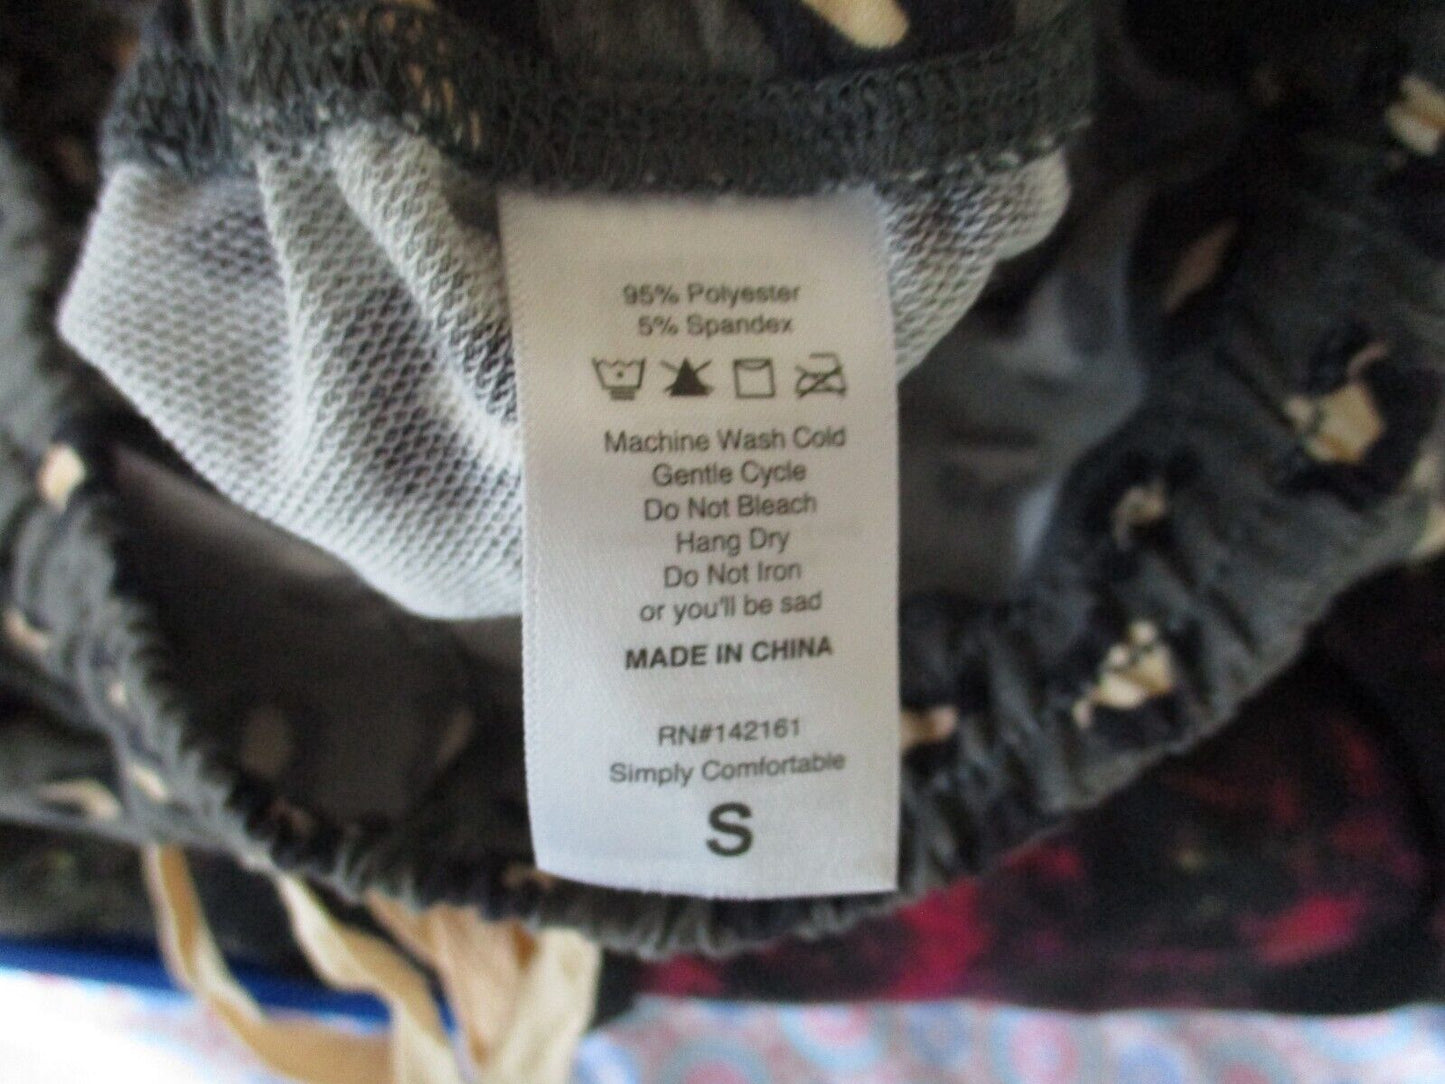 95% Polyester
5% Spandex
Machine Wash Cold
Gentle Cycle
Do Not Bleach
Hang Dry
Do Not Iron
or you'll be sad
MADE IN CHINA
RN#142161
Simply Comfortable
S